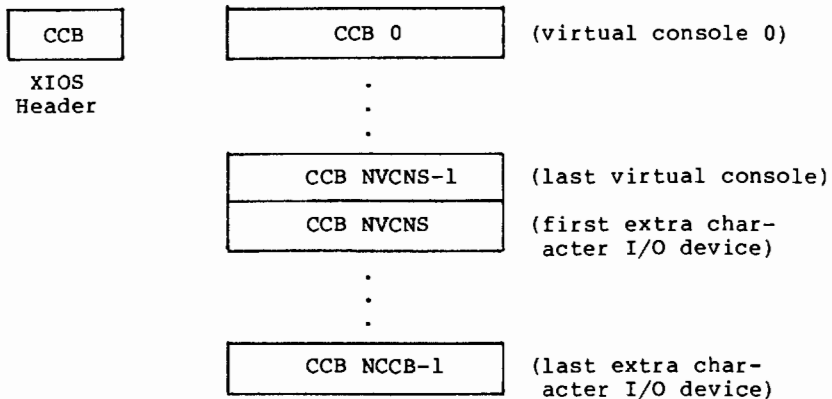 CCB CCB 0 (virtual console 0)
XIOS
Header
.
.
.
CCB NVCNS-1 (last virtual console)
CCB NVCNS (first extra char-
acter I/O device)
.
.
.
CCB NCCB-1 (last extra char-
acter I/O device)